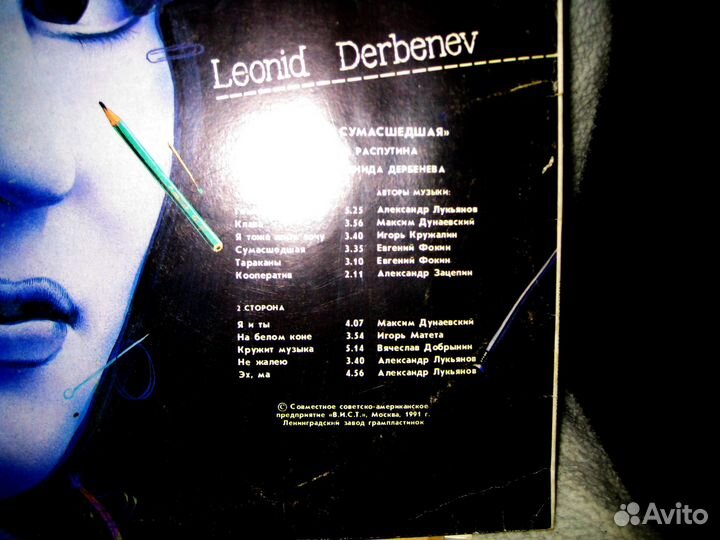 Leonid Derbenev
СУМАСШЕДШАЯ»
РАСПУТИНА
ДЕРБЕНЕВА
АВТОРЫ МУЗЫКИ:
5.25 Александр Лукьянов
Клава 3.56 Максим Дунаевский
Я тоже жить хочу 3.40 Игорь Кружалин
Сумасшедшая 3.35 Евгений Фокин
Тараканы 3.10 Евгений Фокин
Кооператив 2.11 Александр Зацепин
2 СТОРОНА
Я и ты 4.07 Максим Дунаевский
На белом коне 3.54 Игорь Матета
Кружит музыка 5.14 Вячеслав Добрынин
Не жалею 3.40 Александр Лукьянов
Эх, ма 4.56 Александр Лукьянов
© Совместное советско-американское
предприятие «В.И.С.Т.», Москва, 1991 г.
Ленинградский завод грампластинок
Avito